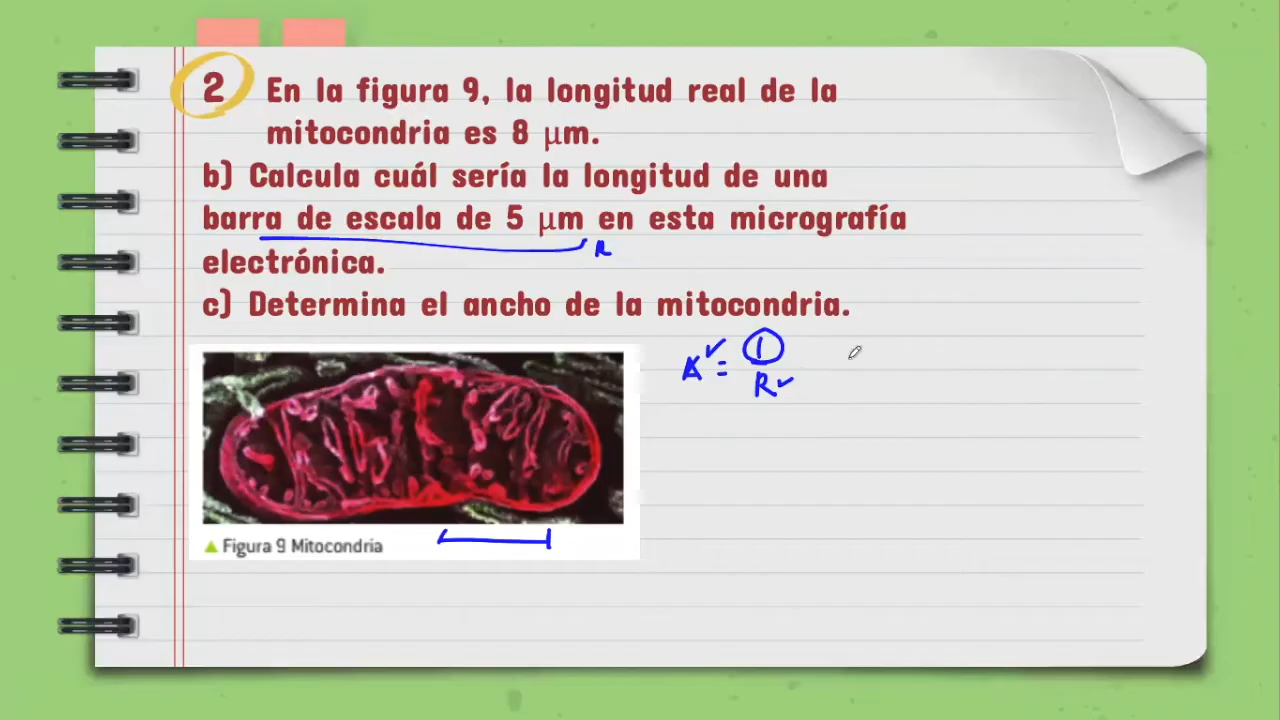 2 En la figura 9, la longitud real de la
mitocondria es 8 μm.
b) Calcula cuál sería la longitud de una
barra de escala de 5 μm en esta micrografía
R
electrónica.
c) Determina el ancho de la mitocondria.
A = I
R
▲ Figura 9 Mitocondria